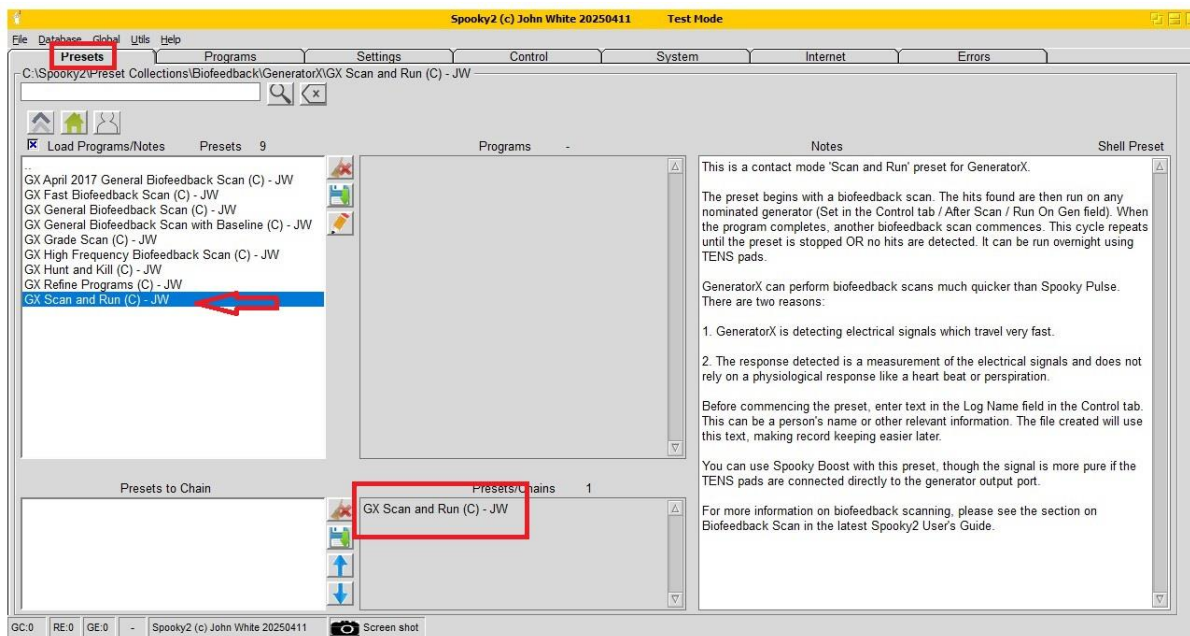 Spooky2 (c) John White 20250411 Test Mode
File Database Global Utils Help
Presets Programs Settings Control System Internet Errors
C:\Spooky2\Preset Collections\Biofeedback\GeneratorX\GX Scan and Run (C) - JW
Load Programs/Notes Presets 9
Programs -
Notes
Shell Preset
..
GX April 2017 General Biofeedback Scan (C) - JW
GX Fast Biofeedback Scan (C) - JW
GX General Biofeedback Scan (C) - JW
GX General Biofeedback Scan with Baseline (C) - JW
GX Grade Scan (C) - JW
GX High Frequency Biofeedback Scan (C) - JW
GX Hunt and Kill (C) - JW
GX Refine Programs (C) - JW
GX Scan and Run (C) - JW
This is a contact mode 'Scan and Run' preset for GeneratorX.
The preset begins with a biofeedback scan. The hits found are then run on any
nominated generator (Set in the Control tab / After Scan / Run On Gen field). When
the program completes, another biofeedback scan commences. This cycle repeats
until the preset is stopped OR no hits are detected. It can be run overnight using
TENS pads.
GeneratorX can perform biofeedback scans much quicker than Spooky Pulse.
There are two reasons:
1. GeneratorX is detecting electrical signals which travel very fast.
2. The response detected is a measurement of the electrical signals and does not
rely on a physiological response like a heart beat or perspiration.
Before commencing the preset, enter text in the Log Name field in the Control tab.
This can be a person's name or other relevant information. The file created will use
this text, making record keeping easier later.
You can use Spooky Boost with this preset, though the signal is more pure if the
TENS pads are connected directly to the generator output port.
For more information on biofeedback scanning, please see the section on
Biofeedback Scan in the latest Spooky2 User's Guide.
Presets to Chain
Presets/Chains 1
GX Scan and Run (C) - JW
GC:0 RE:0 GE:0 - Spooky2 (c) John White 20250411 Screen shot